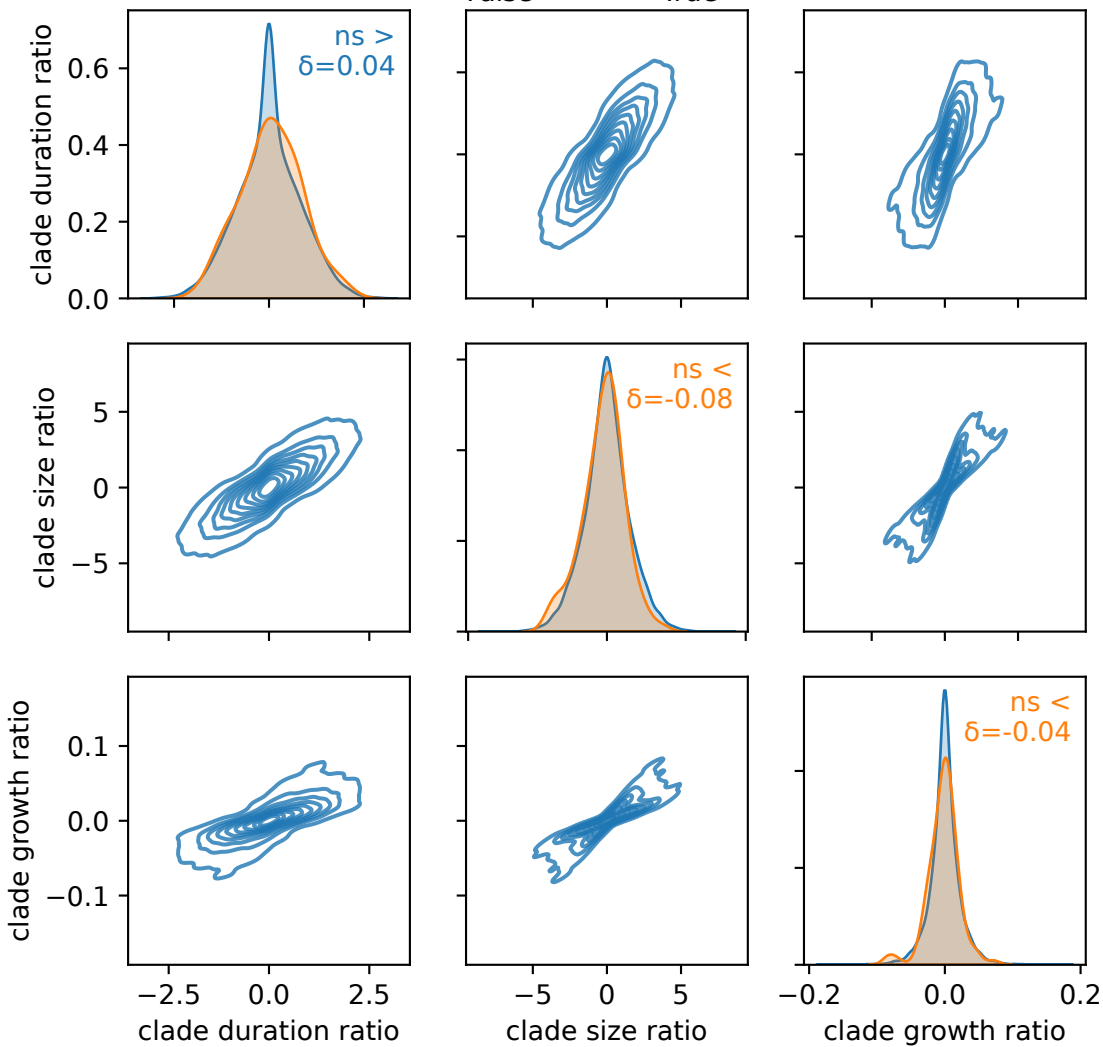 ns >
δ=0.04
clade duration ratio
0.6
0.4
0.2
0.0
−5
0
5
ns <
δ=-0.08
clade size ratio
5
0
−5
ns <
δ=-0.04
clade growth ratio
0.1
0.0
−0.1
−2.5
0.0
2.5
−5
0
5
−0.2
0.0
0.2
clade duration ratio
clade size ratio
clade growth ratio